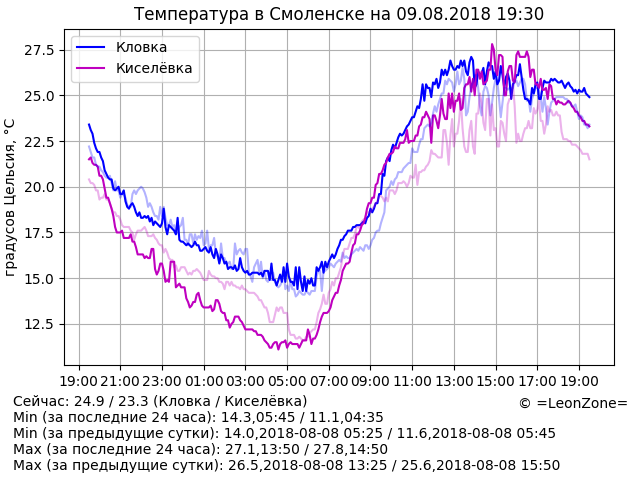 Температура в Смоленске на 09.08.2018 19:30
градусов Цельсия, °C
27.5
25.0
22.5
20.0
17.5
15.0
12.5
Кловка
Киселёвка
19:00 21:00 23:00 01:00 03:00 05:00 07:00 09:00 11:00 13:00 15:00 17:00 19:00
Сейчас: 24.9 / 23.3 (Кловка / Киселёвка)
© =LeonZone=
Min (за последние 24 часа): 14.3,05:45 / 11.1,04:35
Min (за предыдущие сутки): 14.0,2018-08-08 05:25 / 11.6,2018-08-08 05:45
Max (за последние 24 часа): 27.1,13:50 / 27.8,14:50
Max (за предыдущие сутки): 26.5,2018-08-08 13:25 / 25.6,2018-08-08 15:50